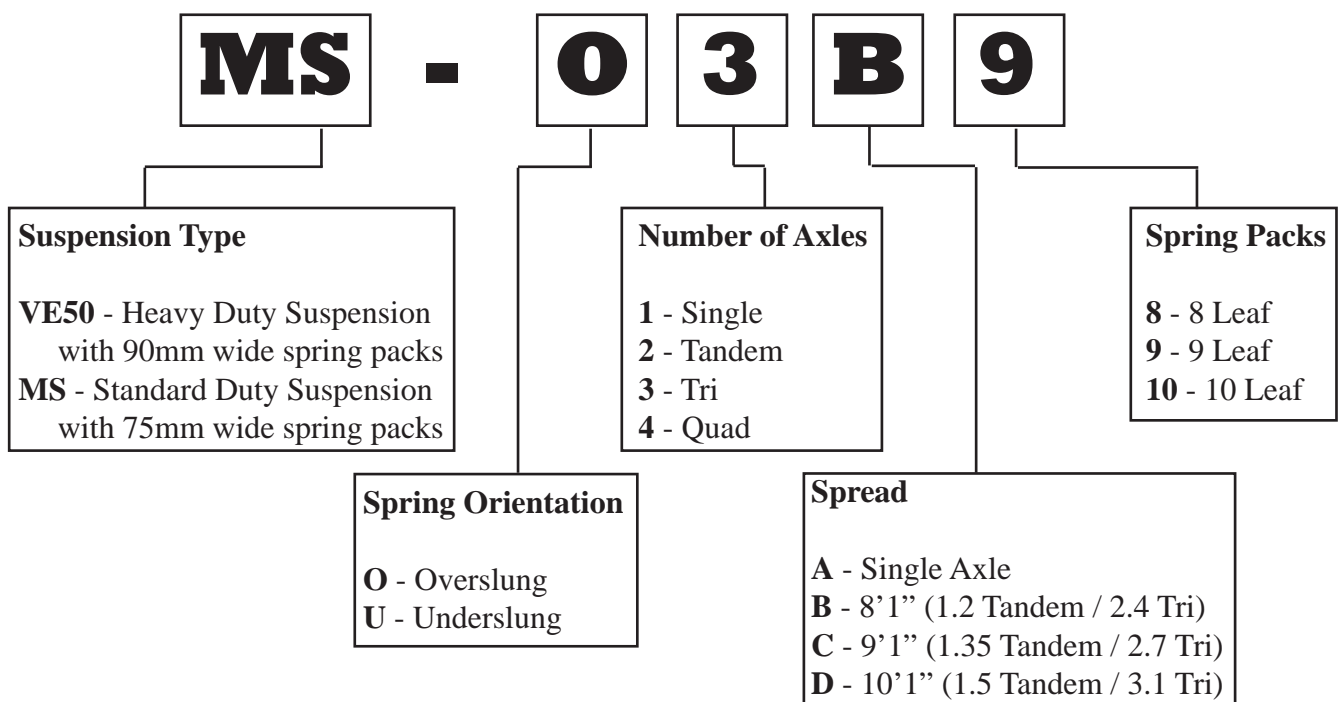 MS - O 3 B 9
Suspension Type
VE50 - Heavy Duty Suspension
with 90mm wide spring packs
MS - Standard Duty Suspension
with 75mm wide spring packs
Number of Axles
1 - Single
2 - Tandem
3 - Tri
4 - Quad
Spring Packs
8 - 8 Leaf
9 - 9 Leaf
10 - 10 Leaf
Spring Orientation
O - Overslung
U - Underslung
Spread
A - Single Axle
B - 8’1” (1.2 Tandem / 2.4 Tri)
C - 9’1” (1.35 Tandem / 2.7 Tri)
D - 10’1” (1.5 Tandem / 3.1 Tri)